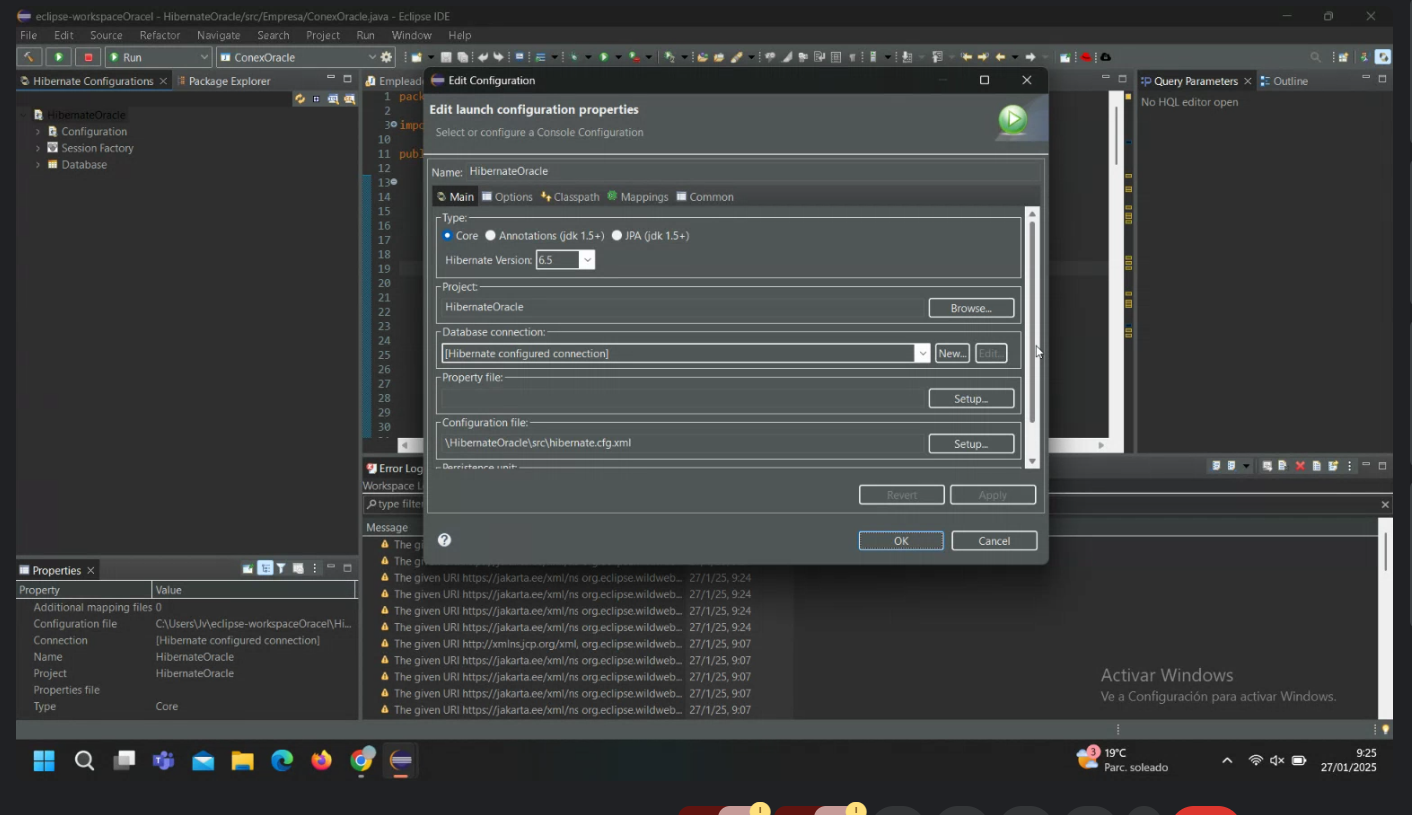 eclipse-workspaceOracel - HibernateOracle/src/Empresa/ConexOracle.java - Eclipse IDE
File Edit Source Refactor Navigate Search Project Run Window Help
Run ConexOracle
Hibernate Configurations Package Explorer
HibernateOracle
Configuration
Session Factory
Database
Emplead
1 pack
2
3 impo
10
11 publ
12
13
14
15
16
17
18
19
20
21
22
23
24
25
26
27
28
29
30
Edit Configuration
Edit launch configuration properties
Select or configure a Console Configuration
Name: HibernateOracle
Main Options Classpath Mappings Common
Type:
Core Annotations (jdk 1.5+) JPA (jdk 1.5+)
Hibernate Version: 6.5
Project:
HibernateOracle Browse...
Database connection:
[Hibernate configured connection] New... Edit...
Property file:
Setup...
Configuration file:
\HibernateOracle\src\hibernate.cfg.xml Setup...
Persistence unit:
Revert Apply
OK Cancel
Query Parameters Outline
No HQL editor open
Error Log
Workspace L
type filter
Message
The gi
The gi
The given URI https://jakarta.ee/xml/ns org.eclipse.wildweb... 27/1/25, 9:24
The given URI https://jakarta.ee/xml/ns org.eclipse.wildweb... 27/1/25, 9:24
The given URI https://jakarta.ee/xml/ns org.eclipse.wildweb... 27/1/25, 9:24
The given URI https://jakarta.ee/xml/ns org.eclipse.wildweb... 27/1/25, 9:24
The given URI http://xmlns.jcp.org/xml, org.eclipse.wildweb... 27/1/25, 9:07
The given URI https://jakarta.ee/xml/ns org.eclipse.wildweb... 27/1/25, 9:07
The given URI https://jakarta.ee/xml/ns org.eclipse.wildweb... 27/1/25, 9:07
The given URI https://jakarta.ee/xml/ns org.eclipse.wildweb... 27/1/25, 9:07
The given URI https://jakarta.ee/xml/ns org.eclipse.wildweb... 27/1/25, 9:07
Properties
Property Value
Additional mapping files 0
Configuration file C:\Users\Jv\eclipse-workspaceOracel\Hi...
Connection [Hibernate configured connection]
Name HibernateOracle
Project HibernateOracle
Properties file
Type Core
Activar Windows
Ve a Configuración para activar Windows.
3 19°C
Parc. soleado
9:25
27/01/2025